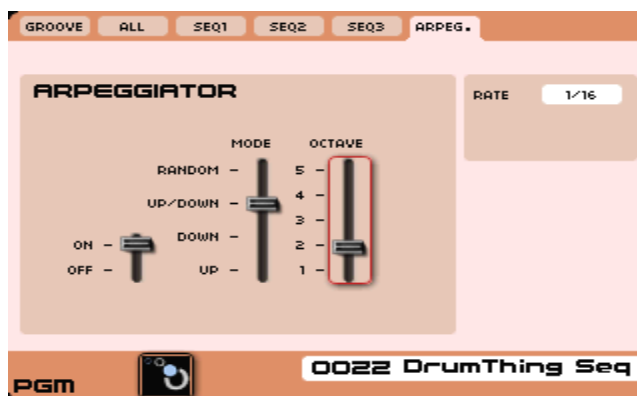 GROOVE ALL SEQ1 SEQ2 SEQ3 ARPEG.
ARPEGGIATOR
RATE 1/16
MODE OCTAVE
RANDOM 5
UP/DOWN 4
3
ON DOWN 2
OFF UP 1
0022 DrumThing Seq
PGM